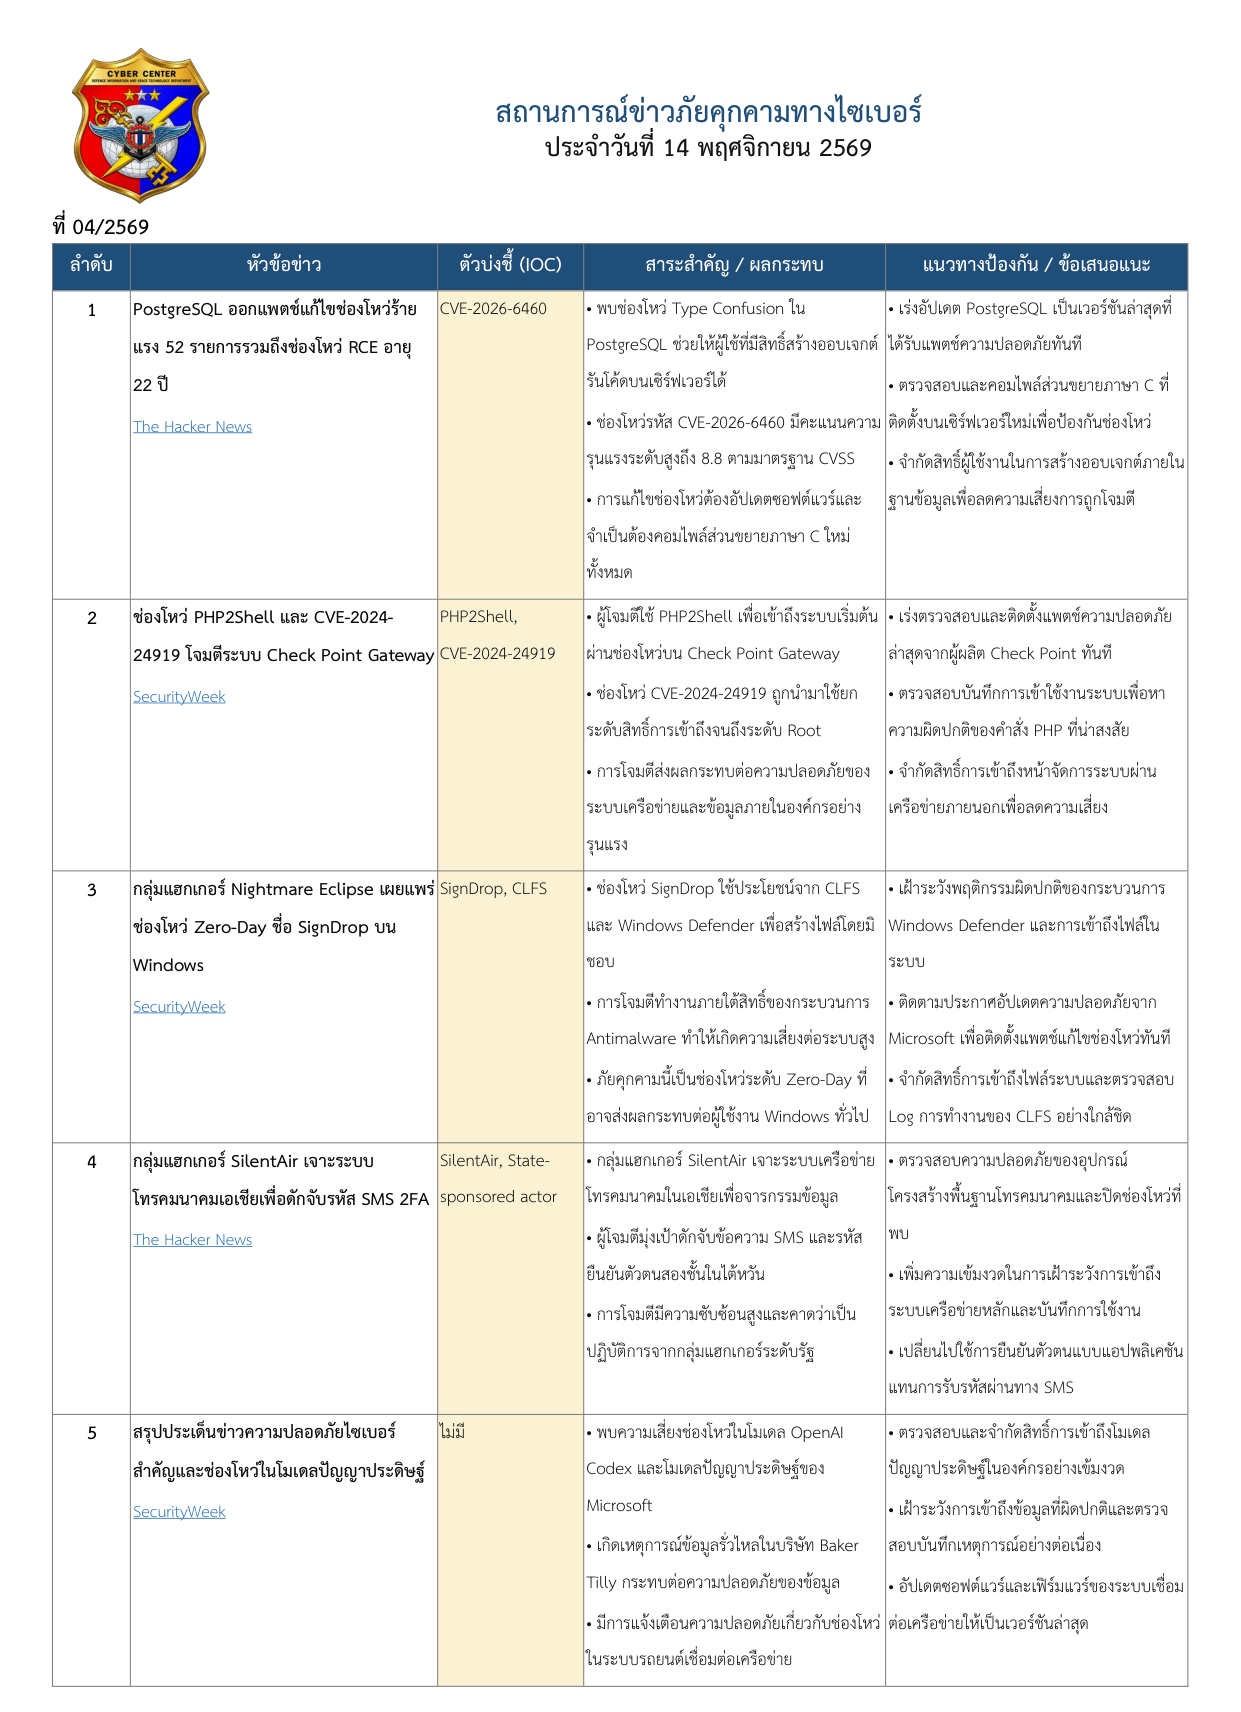 CYBER CENTER
DEFENCE INFORMATION AND SPACE TECHNOLOGY DEPARTMENT
สถานการณ์ข่าวภัยคุกคามทางไซเบอร์
ประจำวันที่ 14 พฤศจิกายน 2569
ที่ 04/2569
ลำดับ
หัวข้อข่าว
ตัวบ่งชี้ (IOC)
สาระสำคัญ / ผลกระทบ
แนวทางป้องกัน / ข้อเสนอแนะ
1
PostgreSQL ออกแพตช์แก้ไขช่องโหว่ร้าย
แรง 52 รายการรวมถึงช่องโหว่ RCE อายุ
22 ปี
The Hacker News
CVE-2026-6460
• พบช่องโหว่ Type Confusion ใน
PostgreSQL ช่วยให้ผู้ใช้ที่มีสิทธิ์สร้างออบเจกต์
รันโค้ดบนเซิร์ฟเวอร์ได้
• ช่องโหว่รหัส CVE-2026-6460 มีคะแนนความ
รุนแรงระดับสูงถึง 8.8 ตามมาตรฐาน CVSS
• การแก้ไขช่องโหว่ต้องอัปเดตซอฟต์แวร์และ
จำเป็นต้องคอมไพล์ส่วนขยายภาษา C ใหม่
ทั้งหมด
• เร่งอัปเดต PostgreSQL เป็นเวอร์ชันล่าสุดที่
ได้รับแพตช์ความปลอดภัยทันที
• ตรวจสอบและคอมไพล์ส่วนขยายภาษา C ที่
ติดตั้งบนเซิร์ฟเวอร์ใหม่เพื่อป้องกันช่องโหว่
• จำกัดสิทธิ์ผู้ใช้งานในการสร้างออบเจกต์ภายใน
ฐานข้อมูลเพื่อลดความเสี่ยงการถูกโจมตี
2
ช่องโหว่ PHP2Shell และ CVE-2024-
24919 โจมตีระบบ Check Point Gateway
SecurityWeek
PHP2Shell,
CVE-2024-24919
• ผู้โจมตีใช้ PHP2Shell เพื่อเข้าถึงระบบเริ่มต้น
ผ่านช่องโหว่บน Check Point Gateway
• ช่องโหว่ CVE-2024-24919 ถูกนำมาใช้ยก
ระดับสิทธิ์การเข้าถึงจนถึงระดับ Root
• การโจมตีส่งผลกระทบต่อความปลอดภัยของ
ระบบเครือข่ายและข้อมูลภายในองค์กรอย่าง
รุนแรง
• เร่งตรวจสอบและติดตั้งแพตช์ความปลอดภัย
ล่าสุดจากผู้ผลิต Check Point ทันที
• ตรวจสอบบันทึกการเข้าใช้งานระบบเพื่อหา
ความผิดปกติของคำสั่ง PHP ที่น่าสงสัย
• จำกัดสิทธิ์การเข้าถึงหน้าจัดการระบบผ่าน
เครือข่ายภายนอกเพื่อลดความเสี่ยง
3
กลุ่มแฮกเกอร์ Nightmare Eclipse เผยแพร่
ช่องโหว่ Zero-Day ชื่อ SignDrop บน
Windows
SecurityWeek
SignDrop, CLFS
• ช่องโหว่ SignDrop ใช้ประโยชน์จาก CLFS
และ Windows Defender เพื่อสร้างไฟล์โดยมิ
ชอบ
• การโจมตีทำงานภายใต้สิทธิ์ของกระบวนการ
Antimalware ทำให้เกิดความเสี่ยงต่อระบบสูง
• ภัยคุกคามนี้เป็นช่องโหว่ระดับ Zero-Day ที่
อาจส่งผลกระทบต่อผู้ใช้งาน Windows ทั่วไป
• เฝ้าระวังพฤติกรรมผิดปกติของกระบวนการ
Windows Defender และการเข้าถึงไฟล์ใน
ระบบ
• ติดตามประกาศอัปเดตความปลอดภัยจาก
Microsoft เพื่อติดตั้งแพตช์แก้ไขช่องโหว่ทันที
• จำกัดสิทธิ์การเข้าถึงไฟล์ระบบและตรวจสอบ
Log การทำงานของ CLFS อย่างใกล้ชิด
4
กลุ่มแฮกเกอร์ SilentAir เจาะระบบ
โทรคมนาคมเอเชียเพื่อดักจับรหัส SMS 2FA
The Hacker News
SilentAir, State-
sponsored actor
• กลุ่มแฮกเกอร์ SilentAir เจาะระบบเครือข่าย
โทรคมนาคมในเอเชียเพื่อจารกรรมข้อมูล
• ผู้โจมตีมุ่งเป้าดักจับข้อความ SMS และรหัส
ยืนยันตัวตนสองชั้นในไต้หวัน
• การโจมตีมีความซับซ้อนสูงและคาดว่าเป็น
ปฏิบัติการจากกลุ่มแฮกเกอร์ระดับรัฐ
• ตรวจสอบความปลอดภัยของอุปกรณ์
โครงสร้างพื้นฐานโทรคมนาคมและปิดช่องโหว่ที่
พบ
• เพิ่มความเข้มงวดในการเฝ้าระวังการเข้าถึง
ระบบเครือข่ายหลักและบันทึกการใช้งาน
• เปลี่ยนไปใช้การยืนยันตัวตนแบบแอปพลิเคชัน
แทนการรับรหัสผ่านทาง SMS
5
สรุปประเด็นข่าวความปลอดภัยไซเบอร์
สำคัญและช่องโหว่ในโมเดลปัญญาประดิษฐ์
SecurityWeek
ไม่มี
• พบความเสี่ยงช่องโหว่ในโมเดล OpenAI
Codex และโมเดลปัญญาประดิษฐ์ของ
Microsoft
• เกิดเหตุการณ์ข้อมูลรั่วไหลในบริษัท Baker
Tilly กระทบต่อความปลอดภัยของข้อมูล
• มีการแจ้งเตือนความปลอดภัยเกี่ยวกับช่องโหว่
ในระบบรถยนต์เชื่อมต่อเครือข่าย
• ตรวจสอบและจำกัดสิทธิ์การเข้าถึงโมเดล
ปัญญาประดิษฐ์ในองค์กรอย่างเข้มงวด
• เฝ้าระวังการเข้าถึงข้อมูลที่ผิดปกติและตรวจ
สอบบันทึกเหตุการณ์อย่างต่อเนื่อง
• อัปเดตซอฟต์แวร์และเฟิร์มแวร์ของระบบเชื่อม
ต่อเครือข่ายให้เป็นเวอร์ชันล่าสุด